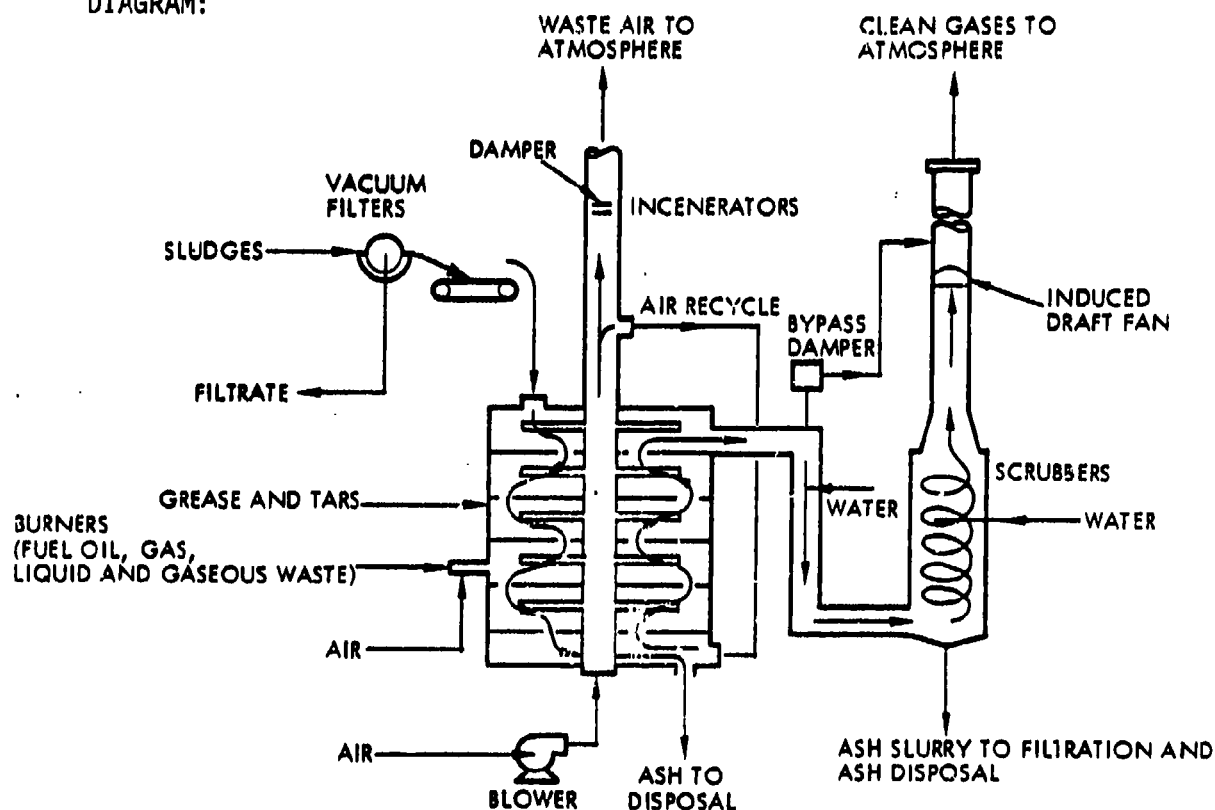 DIAGRAM:
WASTE AIR TO
ATMOSPHERE
CLEAN GASES TO
ATMOSPHERE
DAMPER
VACUUM
FILTERS
INCENERATORS
SLUDGES
AIR RECYCLE
BYPASS
DAMPER
INDUCED
DRAFT FAN
FILTRATE
SCRUBBERS
GREASE AND TARS
WATER
WATER
BURNERS
(FUEL OIL, GAS,
LIQUID AND GASEOUS WASTE)
AIR
AIR
BLOWER
ASH TO
DISPOSAL
ASH SLURRY TO FILTRATION AND
ASH DISPOSAL